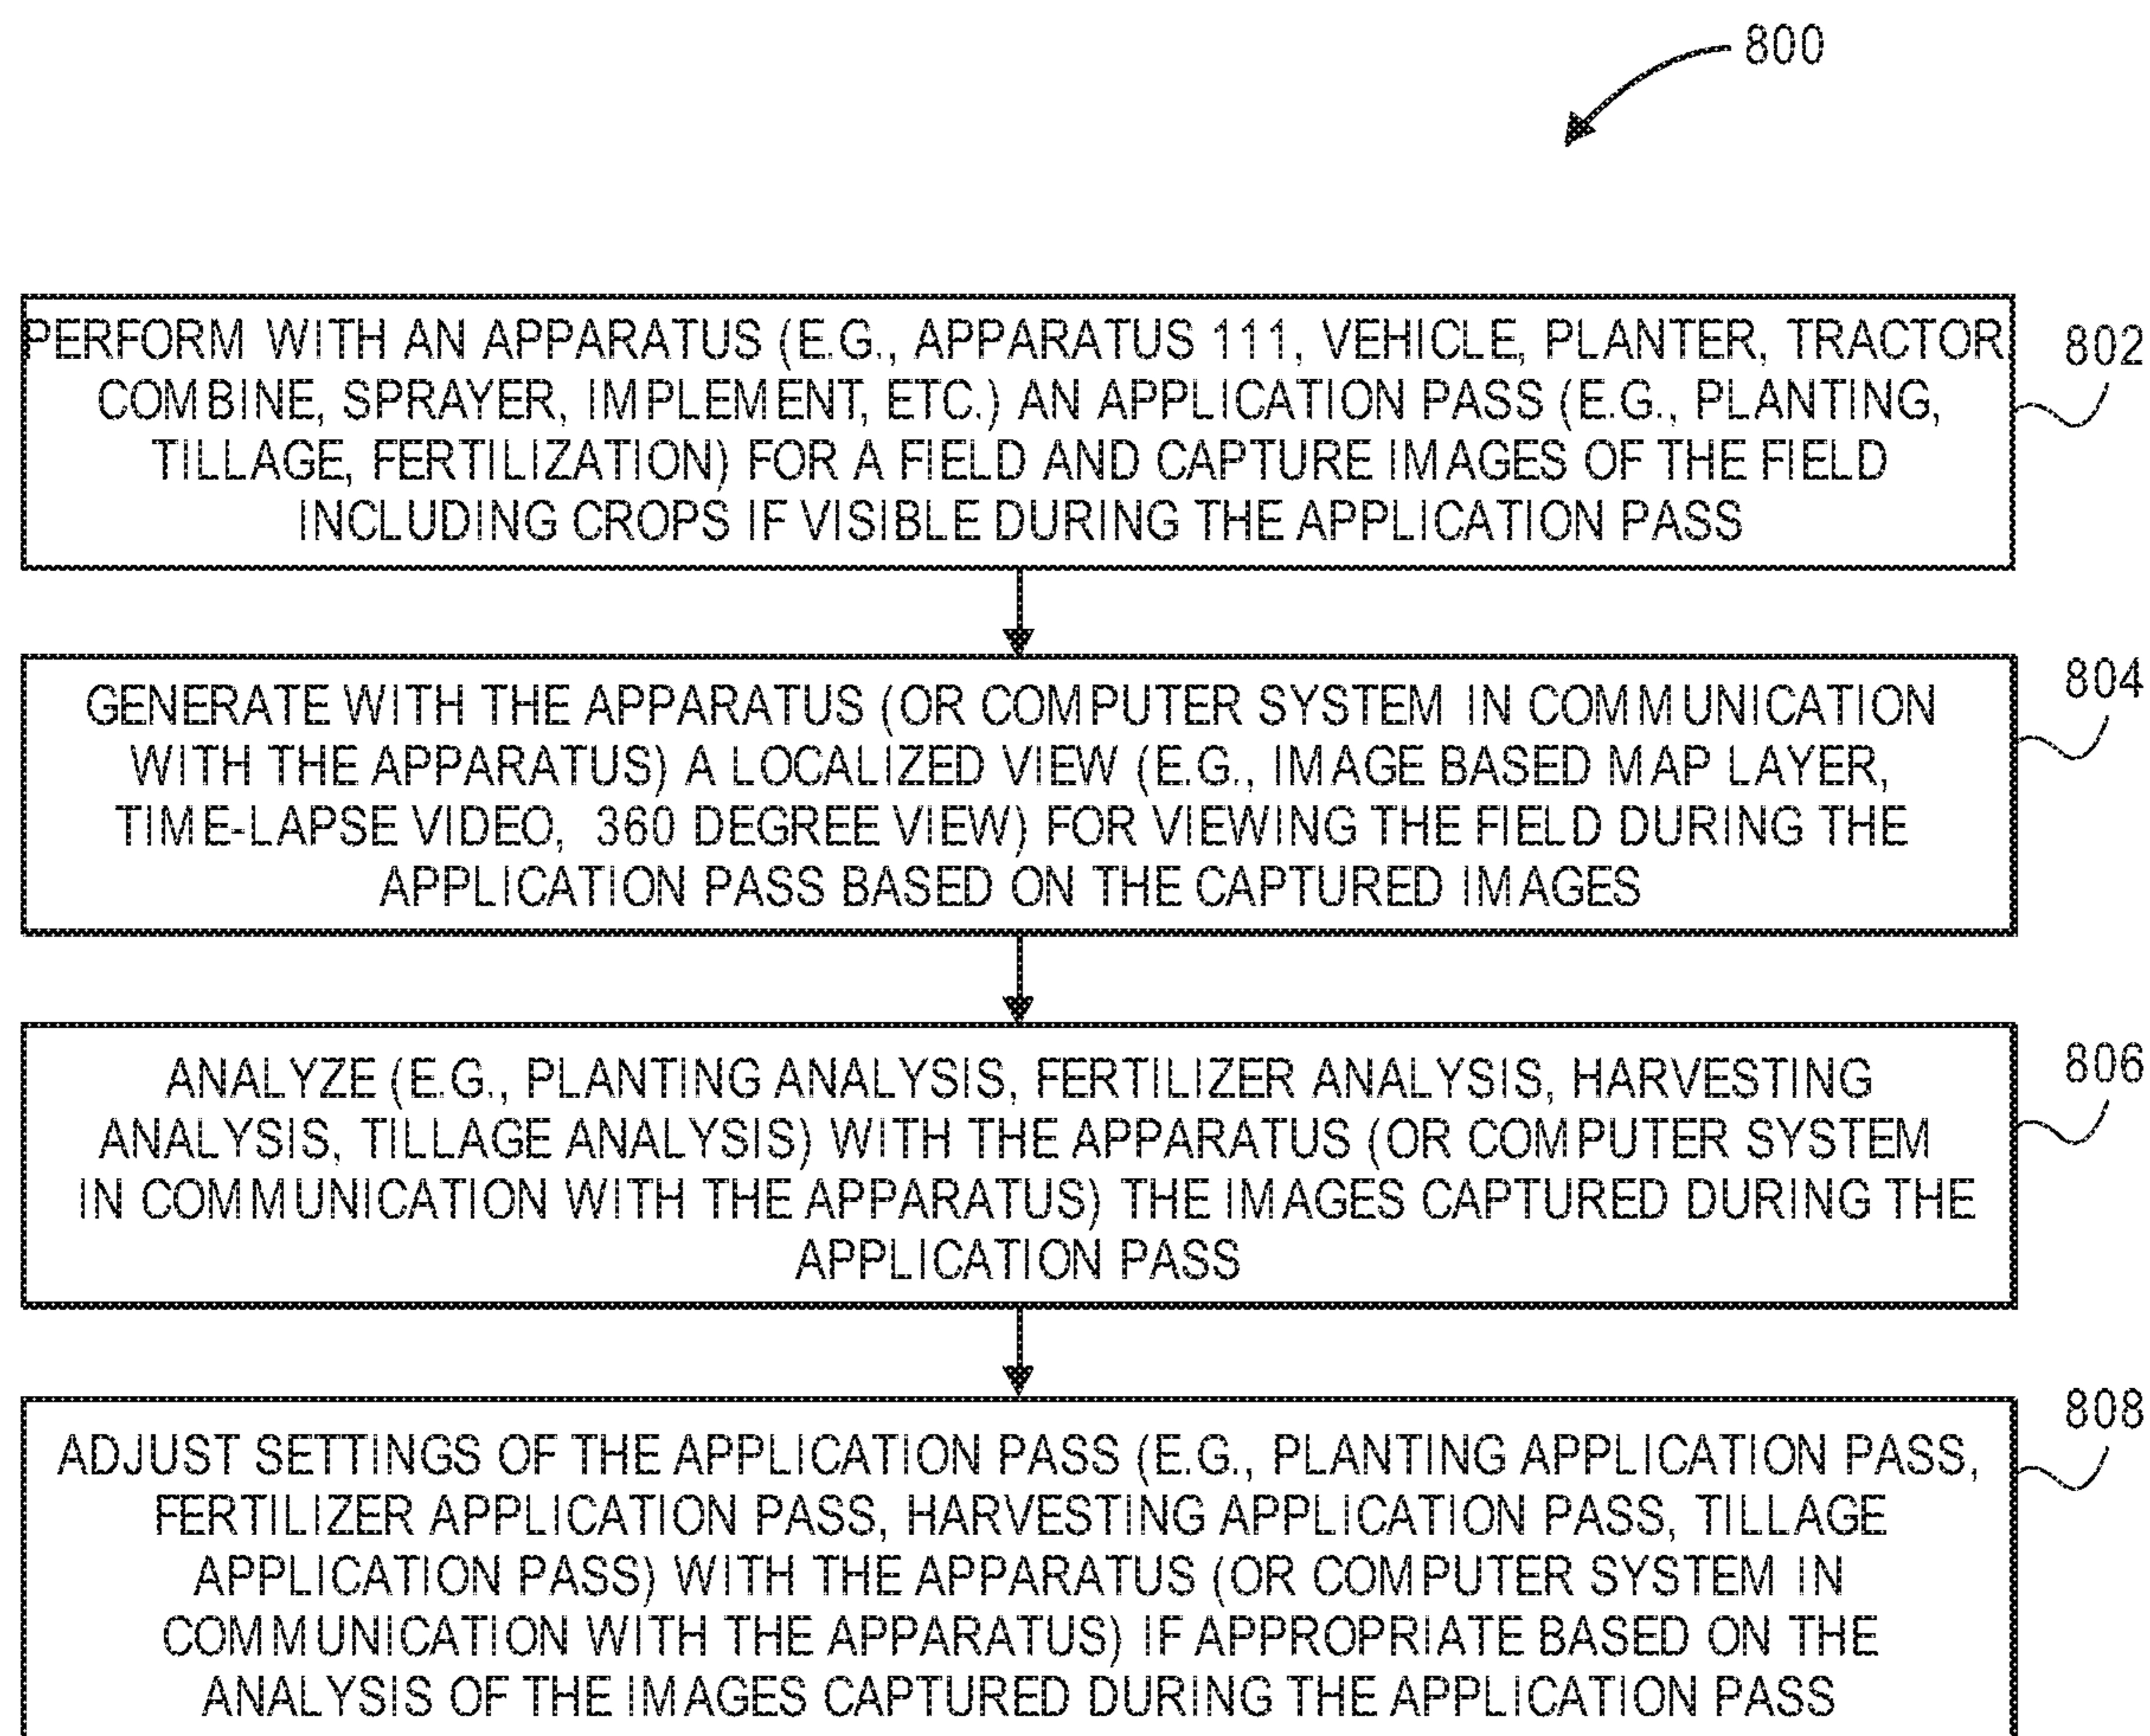 800
PERFORM WITH AN APPARATUS (E.G., APPARATUS 111, VEHICLE, PLANTER, TRACTOR
COMBINE, SPRAYER, IMPLEMENT, ETC.) AN APPLICATION PASS (E.G., PLANTING,
TILLAGE, FERTILIZATION) FOR A FIELD AND CAPTURE IMAGES OF THE FIELD
INCLUDING CROPS IF VISIBLE DURING THE APPLICATION PASS
802
GENERATE WITH THE APPARATUS (OR COMPUTER SYSTEM IN COMMUNICATION
WITH THE APPARATUS) A LOCALIZED VIEW (E.G., IMAGE BASED MAP LAYER,
TIME-LAPSE VIDEO, 360 DEGREE VIEW) FOR VIEWING THE FIELD DURING THE
APPLICATION PASS BASED ON THE CAPTURED IMAGES
804
ANALYZE (E.G., PLANTING ANALYSIS, FERTILIZER ANALYSIS, HARVESTING
ANALYSIS, TILLAGE ANALYSIS) WITH THE APPARATUS (OR COMPUTER SYSTEM
IN COMMUNICATION WITH THE APPARATUS) THE IMAGES CAPTURED DURING THE
APPLICATION PASS
806
ADJUST SETTINGS OF THE APPLICATION PASS (E.G., PLANTING APPLICATION PASS,
FERTILIZER APPLICATION PASS, HARVESTING APPLICATION PASS, TILLAGE
APPLICATION PASS) WITH THE APPARATUS (OR COMPUTER SYSTEM IN
COMMUNICATION WITH THE APPARATUS) IF APPROPRIATE BASED ON THE
ANALYSIS OF THE IMAGES CAPTURED DURING THE APPLICATION PASS
808